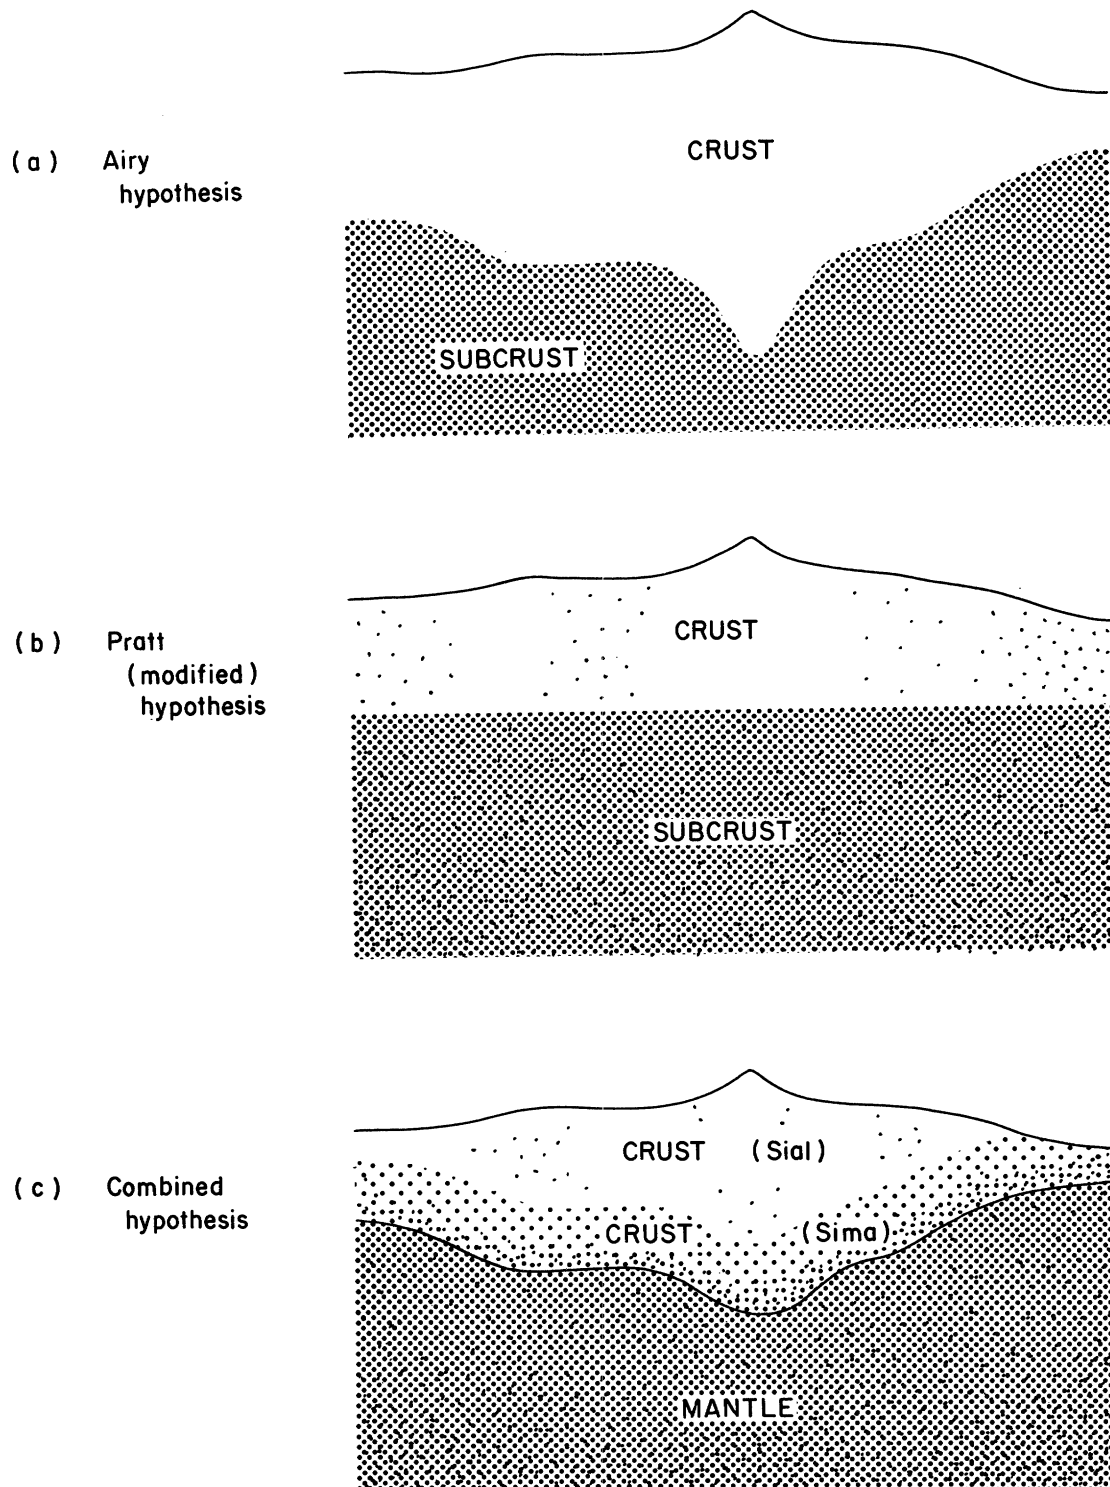 CRUST
(a) Airy
hypothesis
SUBCRUST
(b) Pratt
(modified)
hypothesis
CRUST
SUBCRUST
(c) Combined
hypothesis
CRUST (Sial)
CRUST (Sima)
MANTLE